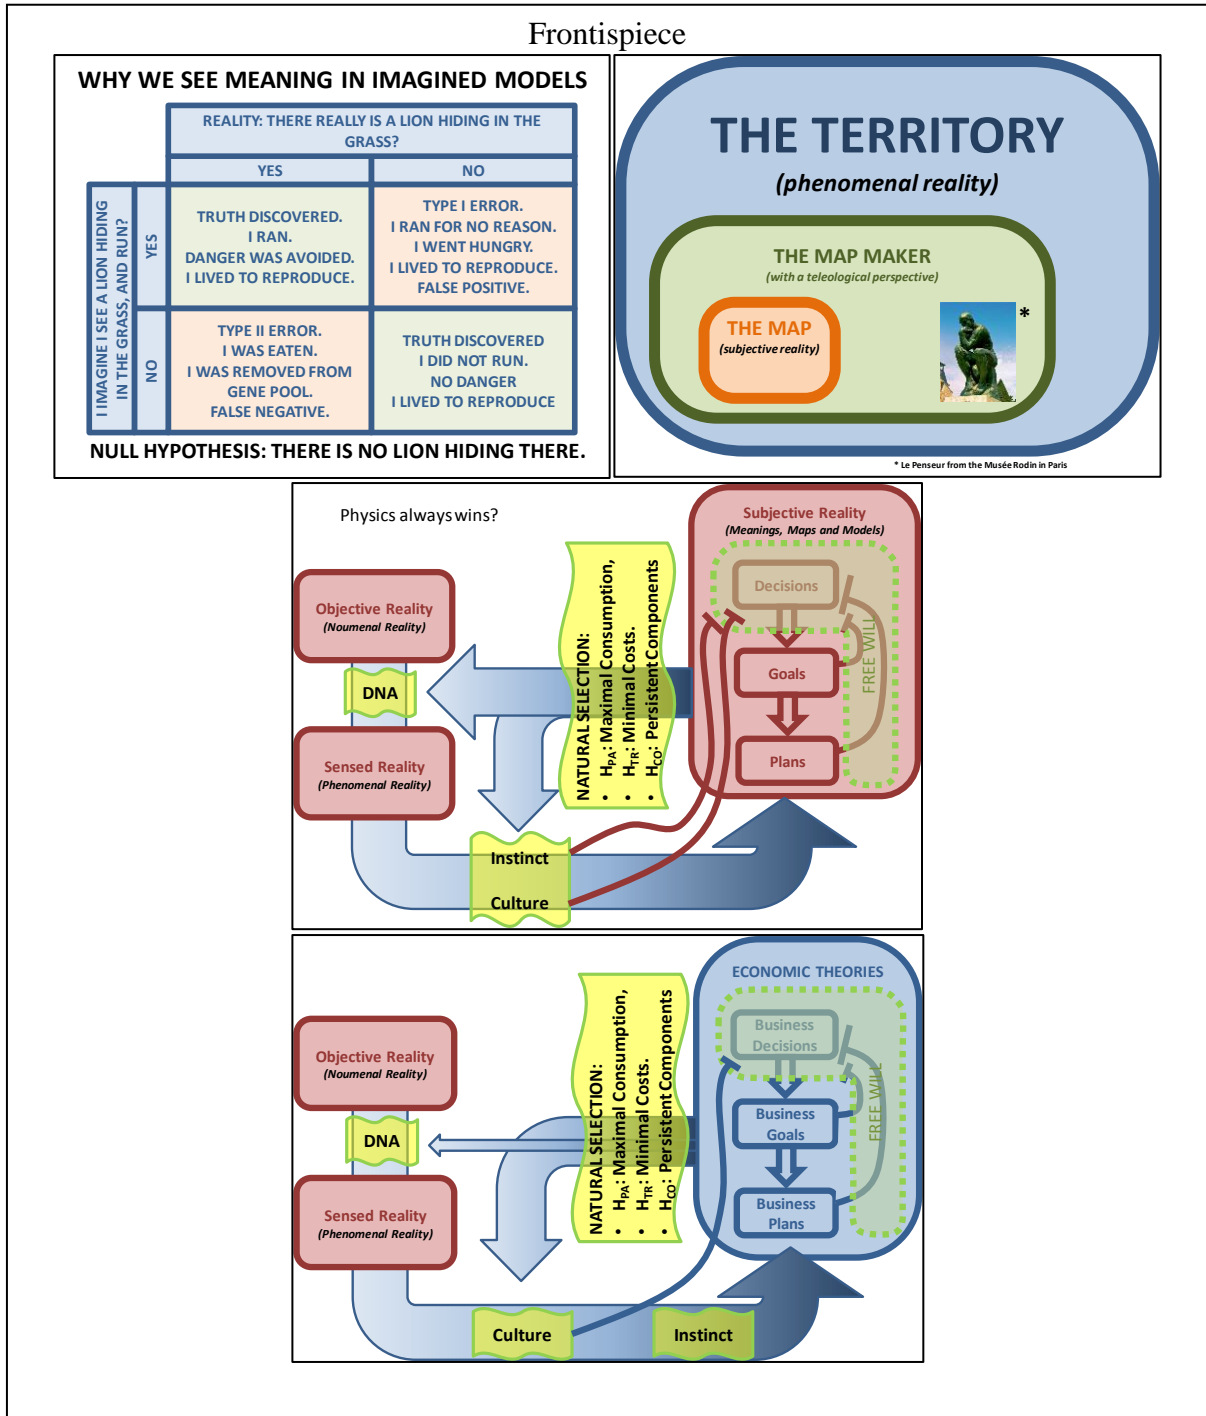 Frontispiece
WHY WE SEE MEANING IN IMAGINED MODELS
REALITY: THERE REALLY IS A LION HIDING IN THE
GRASS?
YES
NO
I IMAGINE I SEE A LION HIDING
IN THE GRASS, AND RUN?
YES
TRUTH DISCOVERED.
I RAN.
DANGER WAS AVOIDED.
I LIVED TO REPRODUCE.
TYPE I ERROR.
I RAN FOR NO REASON.
I WENT HUNGRY.
I LIVED TO REPRODUCE.
FALSE POSITIVE.
NO
TYPE II ERROR.
I WAS EATEN.
I WAS REMOVED FROM
GENE POOL.
FALSE NEGATIVE.
TRUTH DISCOVERED
I DID NOT RUN.
NO DANGER
I LIVED TO REPRODUCE
NULL HYPOTHESIS: THERE IS NO LION HIDING THERE.
THE TERRITORY
(phenomenal reality)
THE MAP MAKER
(with a teleological perspective)
THE MAP
(subjective reality)
*
* Le Penseur from the Musée Rodin in Paris
Physics always wins?
Objective Reality
(Noumenal Reality)
DNA
Sensed Reality
(Phenomenal Reality)
Instinct
Culture
NATURAL SELECTION:
• HPA: Maximal Consumption,
• HTR: Minimal Costs.
• HCO: Persistent Components
Subjective Reality
(Meanings, Maps and Models)
Decisions
Goals
Plans
FREE WILL
Objective Reality
(Noumenal Reality)
DNA
Sensed Reality
(Phenomenal Reality)
Culture
Instinct
NATURAL SELECTION:
• HPA: Maximal Consumption,
• HTR: Minimal Costs.
• HCO: Persistent Components
ECONOMIC THEORIES
Business
Decisions
Business
Goals
Business
Plans
FREE WILL